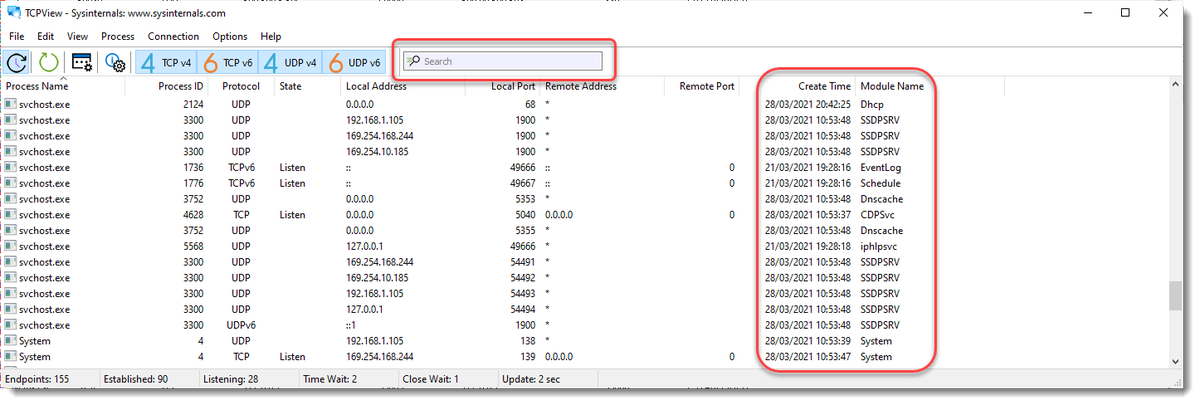 TCPView - Sysinternals: www.sysinternals.com
File Edit View Process Connection Options Help
4 TCP v4 6 TCP v6 4 UDP v4 6 UDP v6 Search
Process Name Process ID Protocol State Local Address Local Port Remote Address Remote Port Create Time Module Name
svchost.exe 2124 UDP 0.0.0.0 68 * 28/03/2021 20:42:25 Dhcp
svchost.exe 3300 UDP 192.168.1.105 1900 * 28/03/2021 10:53:48 SSDPSRV
svchost.exe 3300 UDP 169.254.168.244 1900 * 28/03/2021 10:53:48 SSDPSRV
svchost.exe 3300 UDP 169.254.10.185 1900 * 28/03/2021 10:53:48 SSDPSRV
svchost.exe 1736 TCPv6 Listen :: 49666 :: 0 21/03/2021 19:28:16 EventLog
svchost.exe 1776 TCPv6 Listen :: 49667 :: 0 21/03/2021 19:28:16 Schedule
svchost.exe 3752 UDP 0.0.0.0 5353 * 28/03/2021 10:53:48 Dnscache
svchost.exe 4628 TCP Listen 0.0.0.0 5040 0.0.0.0 0 28/03/2021 10:53:37 CDPSvc
svchost.exe 3752 UDP 0.0.0.0 5355 * 28/03/2021 10:53:48 Dnscache
svchost.exe 5568 UDP 127.0.0.1 49666 * 21/03/2021 19:28:18 iphlpsvc
svchost.exe 3300 UDP 169.254.168.244 54491 * 28/03/2021 10:53:48 SSDPSRV
svchost.exe 3300 UDP 169.254.10.185 54492 * 28/03/2021 10:53:48 SSDPSRV
svchost.exe 3300 UDP 192.168.1.105 54493 * 28/03/2021 10:53:48 SSDPSRV
svchost.exe 3300 UDP 127.0.0.1 54494 * 28/03/2021 10:53:48 SSDPSRV
svchost.exe 3300 UDPv6 ::1 1900 * 28/03/2021 10:53:48 SSDPSRV
System 4 UDP 192.168.1.105 138 * 28/03/2021 10:53:39 System
System 4 TCP Listen 169.254.168.244 139 0.0.0.0 0 28/03/2021 10:53:47 System
Endpoints: 155 Established: 90 Listening: 28 Time Wait: 2 Close Wait: 1 Update: 2 sec